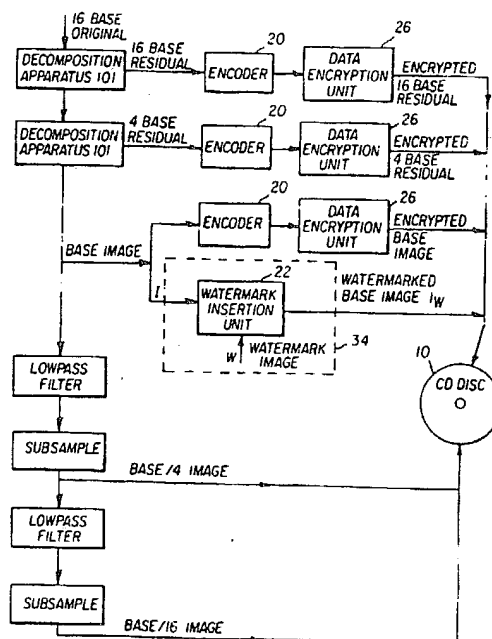 16 BASE
ORIGINAL
DECOMPOSITION
APPARATUS 101
16 BASE
RESIDUAL
20
ENCODER
26
DATA
ENCRYPTION
UNIT
ENCRYPTED
16 BASE
RESIDUAL
DECOMPOSITION
APPARATUS 101
4 BASE
RESIDUAL
20
ENCODER
26
DATA
ENCRYPTION
UNIT
ENCRYPTED
4 BASE
RESIDUAL
BASE IMAGE
20
ENCODER
26
DATA
ENCRYPTION
UNIT
ENCRYPTED
BASE
IMAGE
I
22
WATERMARK
INSERTION
UNIT
WATERMARKED
BASE IMAGE IW
W
WATERMARK
IMAGE
34
10
CD DISC
LOWPASS
FILTER
SUBSAMPLE
BASE/4 IMAGE
LOWPASS
FILTER
SUBSAMPLE
BASE/16 IMAGE